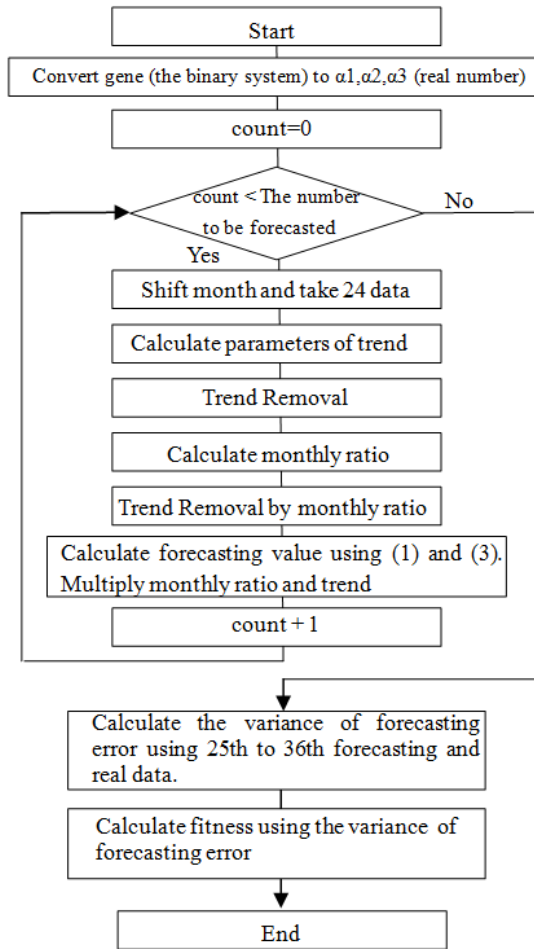 Start
Convert gene (the binary system) to α1,α2,α3 (real number)
count=0
count < The number
to be forecasted
No
Yes
Shift month and take 24 data
Calculate parameters of trend
Trend Removal
Calculate monthly ratio
Trend Removal by monthly ratio
Calculate forecasting value using (1) and (3).
Multiply monthly ratio and trend
count + 1
Calculate the variance of forecasting
error using 25th to 36th forecasting and
real data.
Calculate fitness using the variance of
forecasting error
End